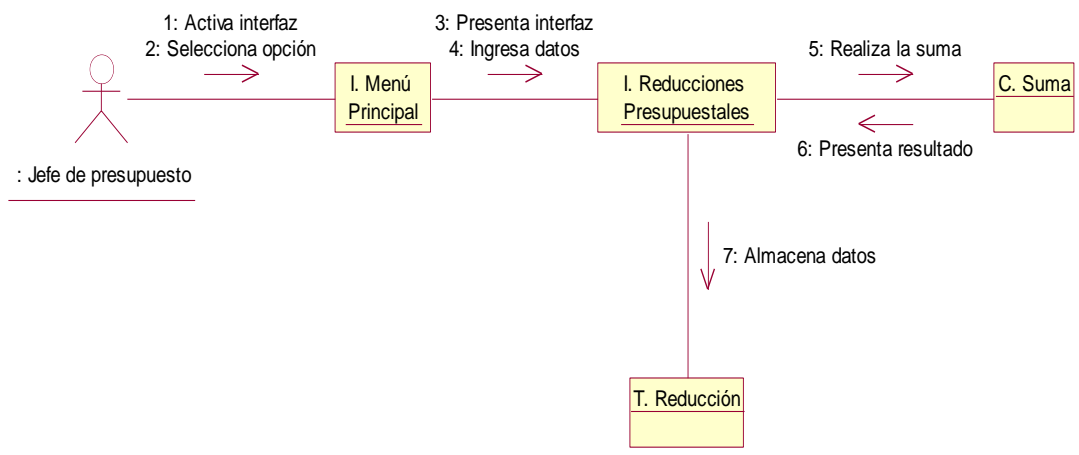 1: Activa interfaz
2: Selecciona opción
3: Presenta interfaz
4: Ingresa datos
5: Realiza la suma
I. Menú
Principal
I. Reducciones
Presupuestales
C. Suma
6: Presenta resultado
: Jefe de presupuesto
7: Almacena datos
T. Reducción